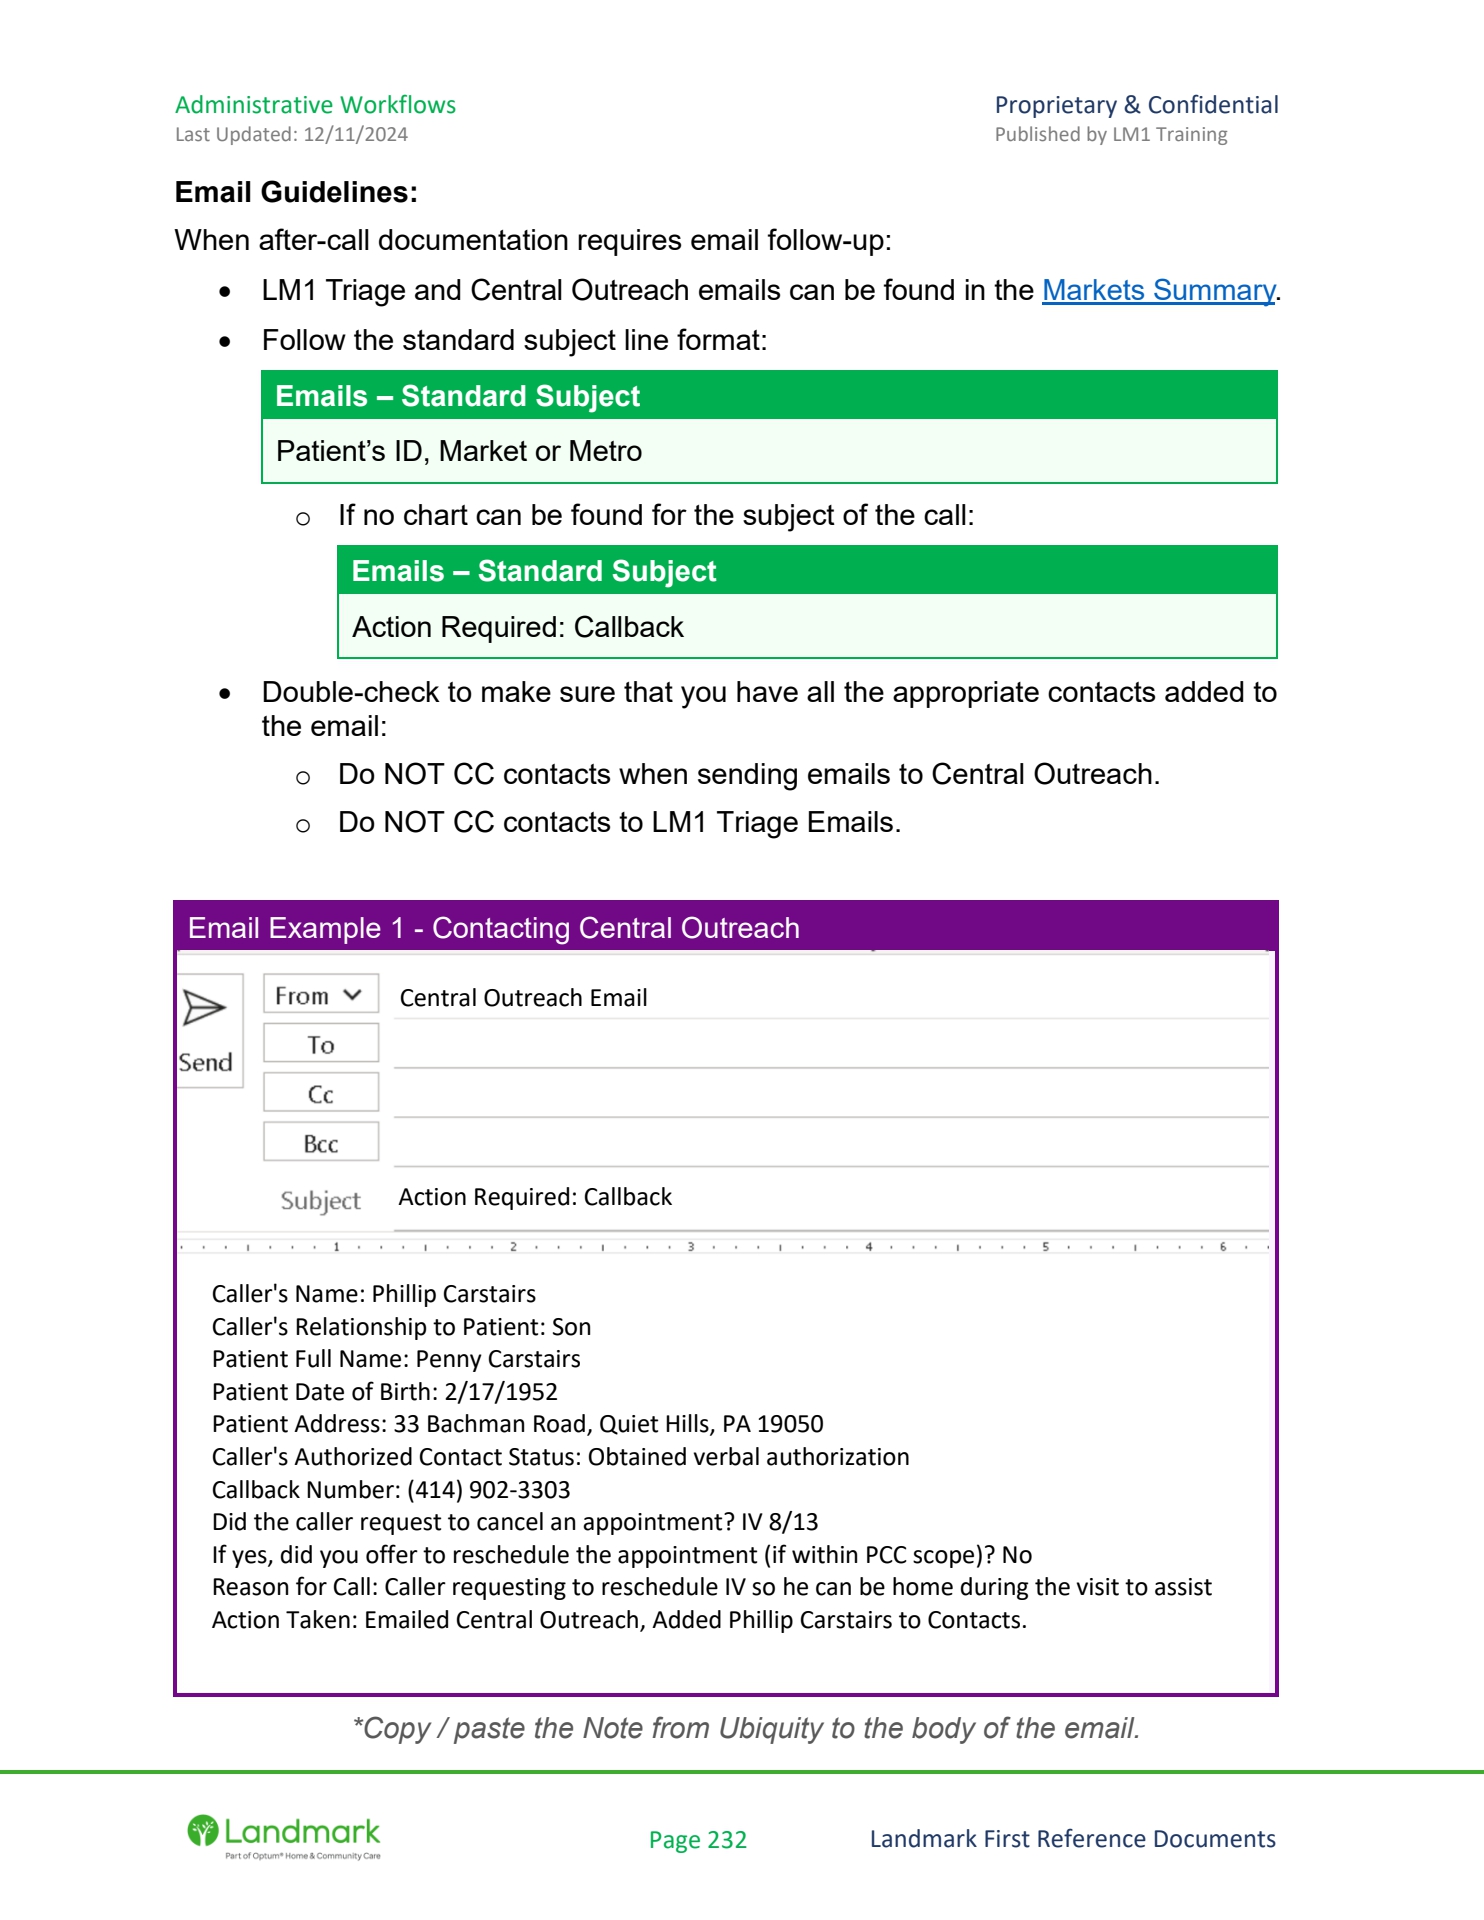 Administrative Workflows
Proprietary & Confidential
Last Updated: 12/11/2024
Published by LM1 Training
Email Guidelines:
When after-call documentation requires email follow-up:
• LM1 Triage and Central Outreach emails can be found in the Markets Summary.
• Follow the standard subject line format:
Emails – Standard Subject
Patient’s ID, Market or Metro
o If no chart can be found for the subject of the call:
Emails – Standard Subject
Action Required: Callback
• Double-check to make sure that you have all the appropriate contacts added to
the email:
o Do NOT CC contacts when sending emails to Central Outreach.
o Do NOT CC contacts to LM1 Triage Emails.
Email Example 1 - Contacting Central Outreach
Send
From
Central Outreach Email
To
Cc
Bcc
Subject
Action Required: Callback
1 2 3 4 5 6
Caller's Name: Phillip Carstairs
Caller's Relationship to Patient: Son
Patient Full Name: Penny Carstairs
Patient Date of Birth: 2/17/1952
Patient Address: 33 Bachman Road, Quiet Hills, PA 19050
Caller's Authorized Contact Status: Obtained verbal authorization
Callback Number: (414) 902-3303
Did the caller request to cancel an appointment? IV 8/13
If yes, did you offer to reschedule the appointment (if within PCC scope)? No
Reason for Call: Caller requesting to reschedule IV so he can be home during the visit to assist
Action Taken: Emailed Central Outreach, Added Phillip Carstairs to Contacts.
*Copy / paste the Note from Ubiquity to the body of the email.
Landmark
Part of Optum® Home & Community Care
Page 232
Landmark First Reference Documents